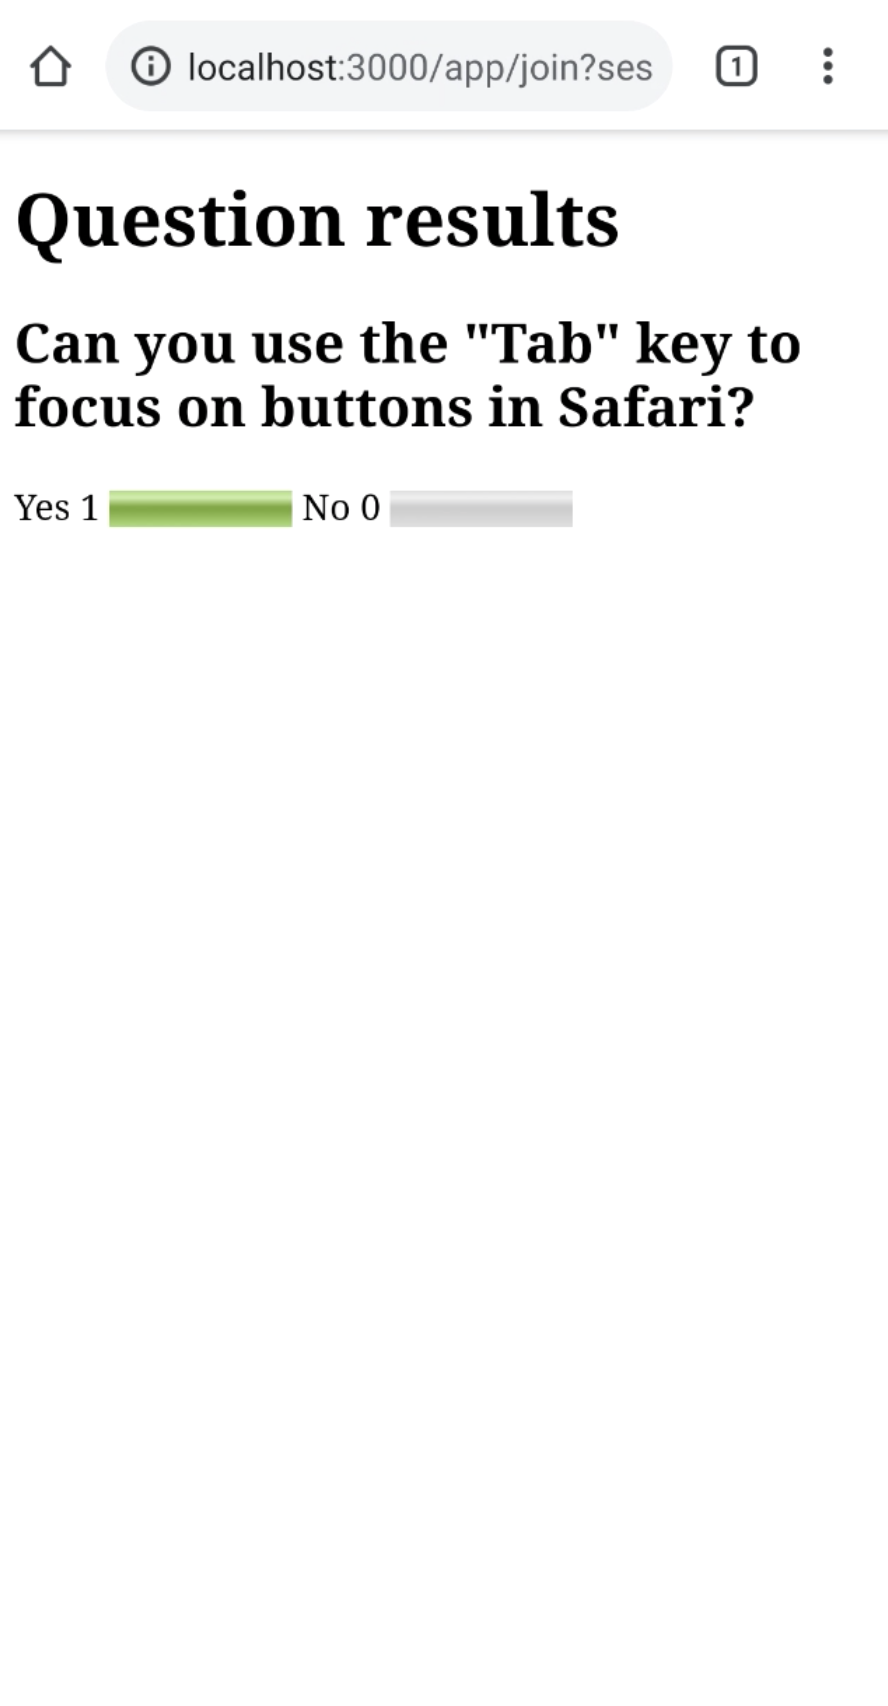 localhost:3000/app/join?ses
1
Question results
Can you use the "Tab" key to
focus on buttons in Safari?
Yes 1 No 0